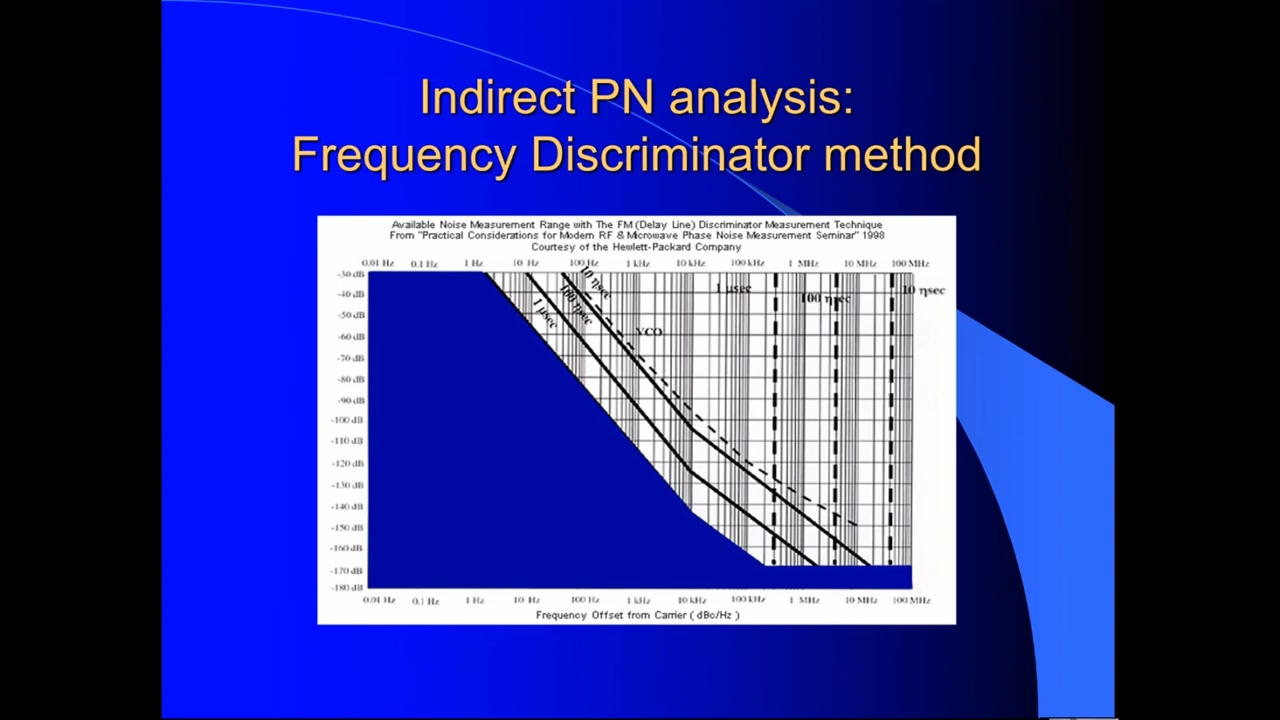 Indirect PN analysis:
Frequency Discriminator method
Available Noise Measurement Range with The FM (Delay Line) Discriminator Measurement Technique
From "Practical Considerations for Modern RF & Microwave Phase Noise Measurement Seminar" 1998
Courtesy of the Hewlett-Packard Company
0.01 Hz 0.1 Hz 1 Hz 10 Hz 100 Hz 1 kHz 10 kHz 100 kHz 1 MHz 10 MHz 100 MHz
-30 dB
-40 dB
-50 dB
-60 dB
-70 dB
-80 dB
-90 dB
-100 dB
-110 dB
-120 dB
-130 dB
-140 dB
-150 dB
-160 dB
-170 dB
-180 dB
10 ηsec
100 ηsec
1 μsec
VCO
1 μsec
100 ηsec
10 ηsec
0.01 Hz 0.1 Hz 1 Hz 10 Hz 100 Hz 1 kHz 10 kHz 100 kHz 1 MHz 10 MHz 100 MHz
Frequency Offset from Carrier ( dBc/Hz )